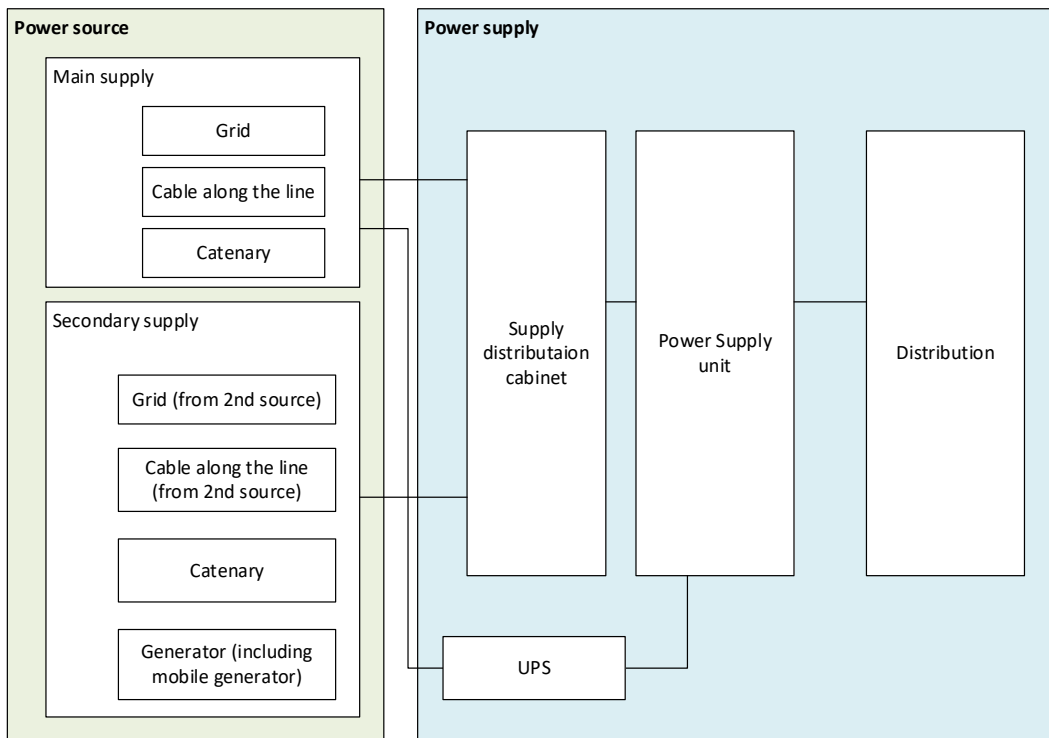 Power source
Main supply
Grid
Cable along the line
Catenary
Secondary supply
Grid (from 2nd source)
Cable along the line
(from 2nd source)
Catenary
Generator (including
mobile generator)
Power supply
Supply
distributaion
cabinet
Power Supply
unit
Distribution
UPS